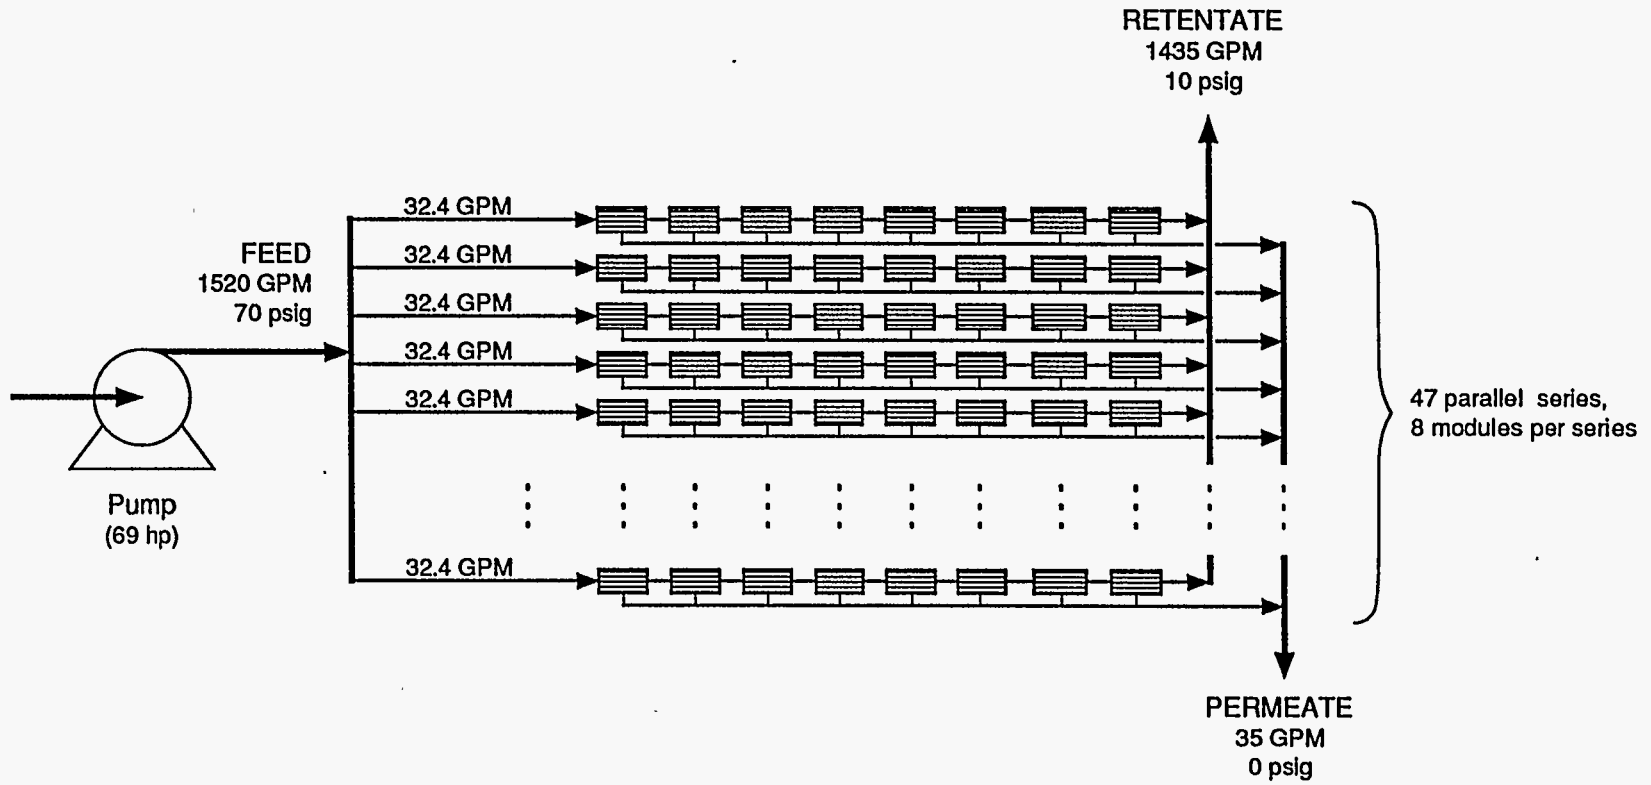 RETENTATE
1435 GPM
10 psig
32.4 GPM
FEED
1520 GPM
70 psig
32.4 GPM
32.4 GPM
32.4 GPM
32.4 GPM
47 parallel series,
8 modules per series
Pump
(69 hp)
32.4 GPM
PERMEATE
35 GPM
0 psig